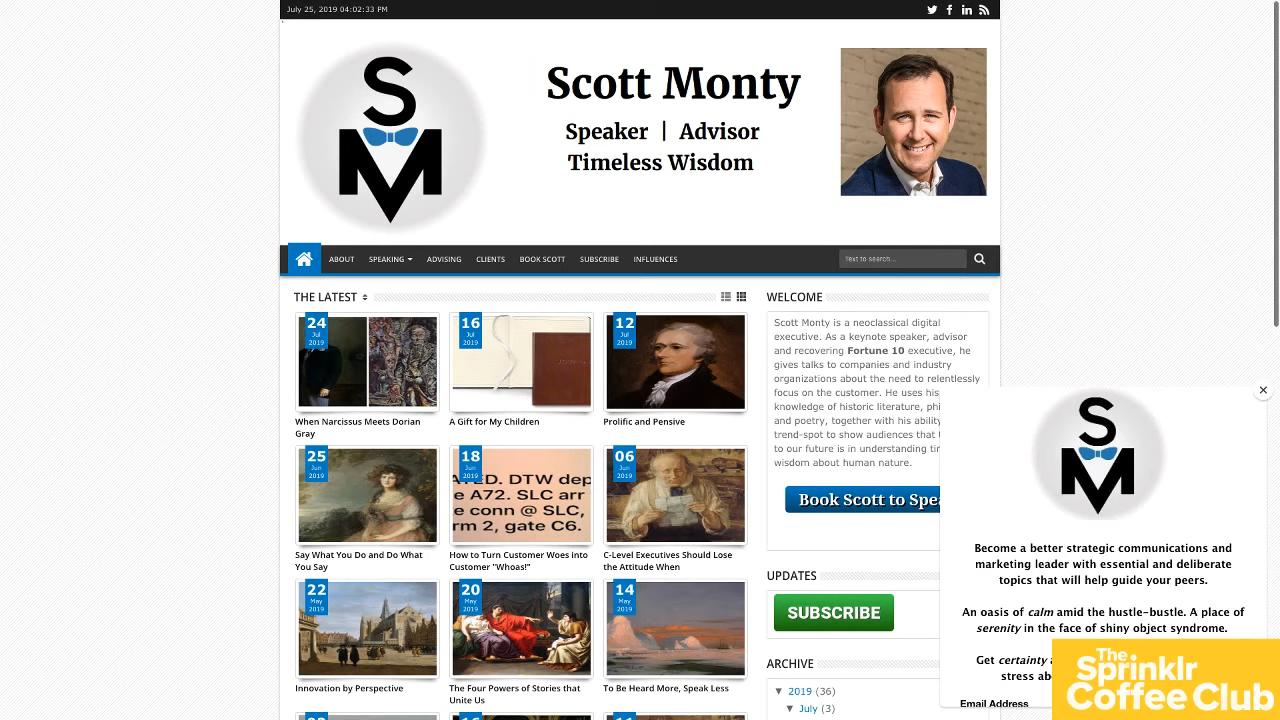 July 25, 2019 04:02:33 PM
S
M
Scott Monty
Speaker | Advisor
Timeless Wisdom
ABOUT
SPEAKING
ADVISING
CLIENTS
BOOK SCOTT
SUBSCRIBE
INFLUENCES
Text to search...
THE LATEST
24
Jul
2019
When Narcissus Meets Dorian
Gray
16
Jul
2019
A Gift for My Children
12
Jul
2019
Prolific and Pensive
25
Jun
2019
Say What You Do and Do What
You Say
18
Jun
2019
DTW dep
e A72. SLC arr
e conn @ SLC,
rm 2, gate C6.
How to Turn Customer Woes into
Customer "Whoas!"
06
Jun
2019
C-Level Executives Should Lose
the Attitude When
22
May
2019
Innovation by Perspective
20
May
2019
The Four Powers of Stories that
Unite Us
14
May
2019
To Be Heard More, Speak Less
WELCOME
Scott Monty is a neoclassical digital
executive. As a keynote speaker, advisor
and recovering Fortune 10 executive, he
gives talks to companies and industry
organizations about the need to relentlessly
focus on the customer. He uses his
knowledge of historic literature, phi
and poetry, together with his ability
trend-spot to show audiences that
to our future is in understanding tim
wisdom about human nature.
Book Scott to Spea
UPDATES
SUBSCRIBE
ARCHIVE
▼ 2019 (36)
▼ July (3)
S
M
Become a better strategic communications and
marketing leader with essential and deliberate
topics that will help guide your peers.
An oasis of calm amid the hustle-bustle. A place of
serenity in the face of shiny object syndrome.
Get certainty
stress ab
Email Address
The
Sprinklr
Coffee Club